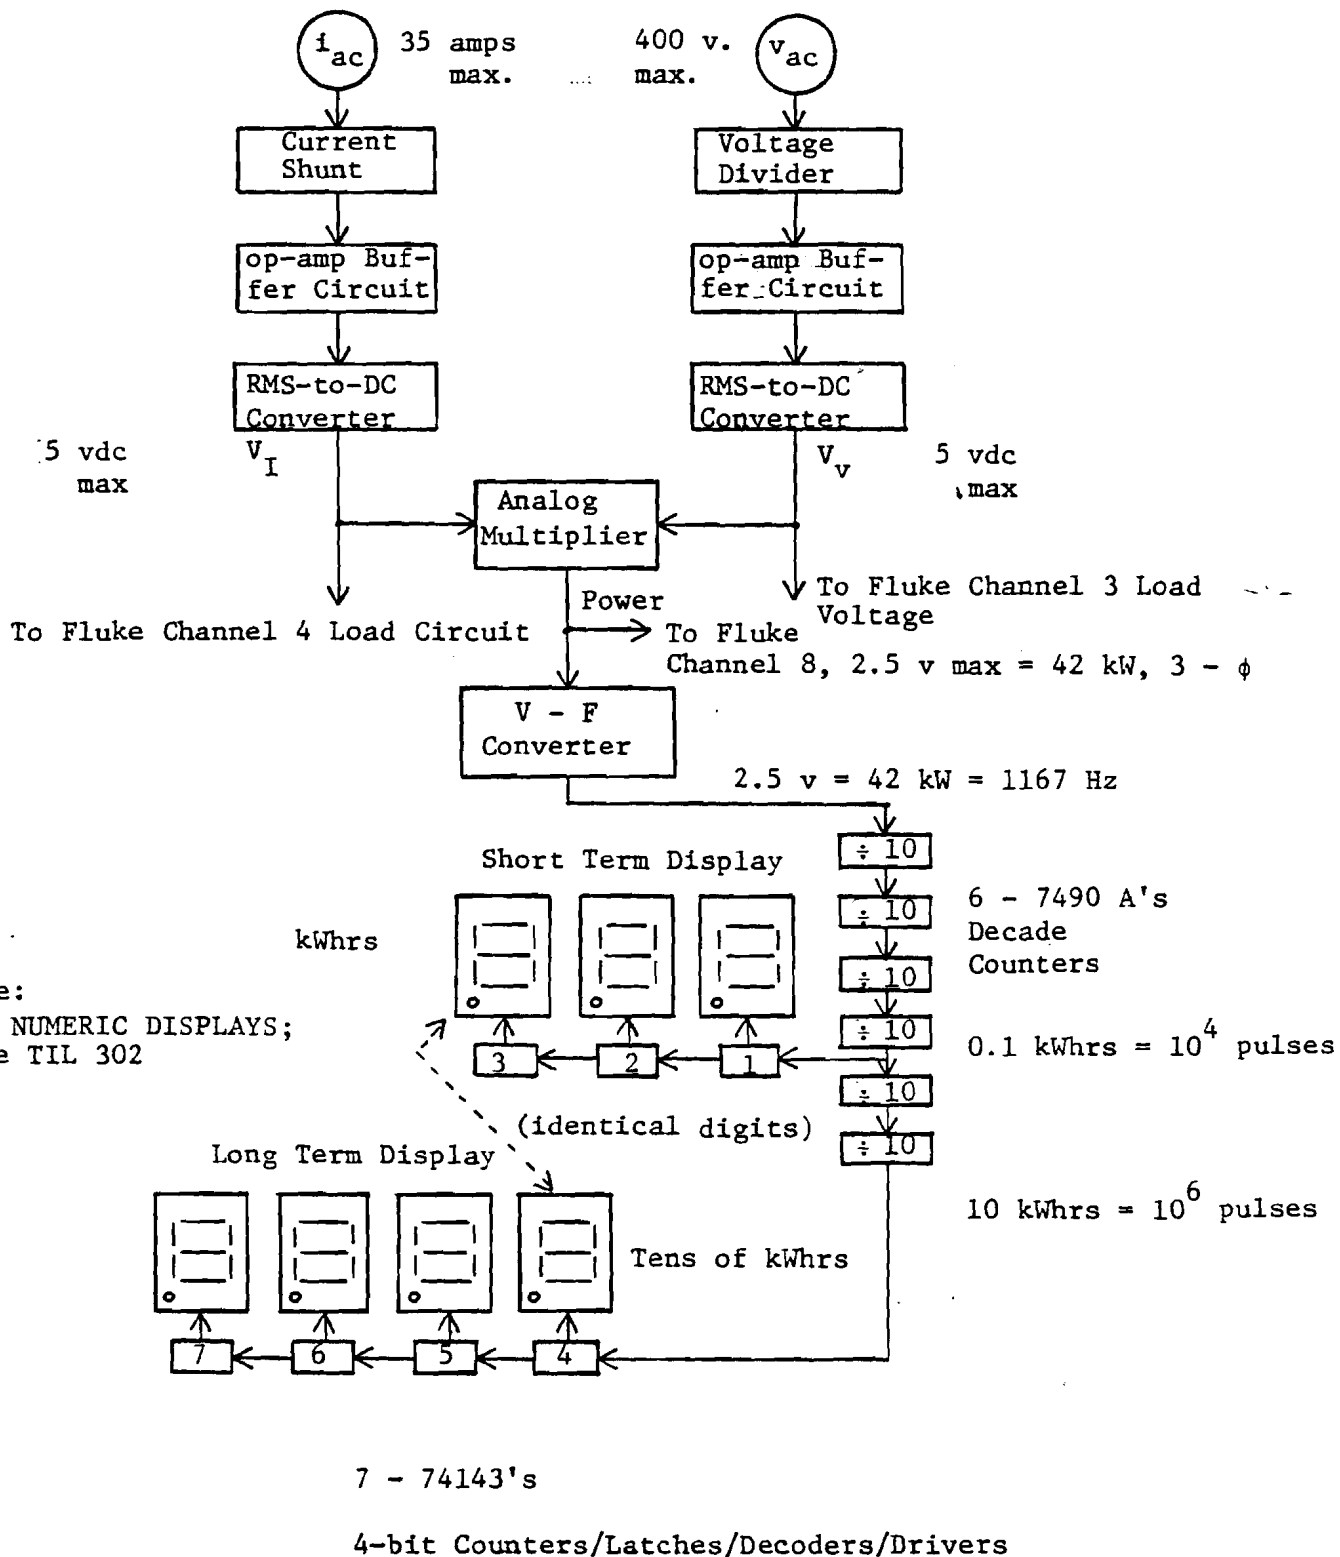 i ac
35 amps
max.
400 v.
max.
v ac
Current
Shunt
Voltage
Divider
op-amp Buf-
fer Circuit
op-amp Buf-
fer Circuit
RMS-to-DC
Converter
RMS-to-DC
Converter
5 vdc
max
V_I
V_v
5 vdc
max
Analog
Multiplier
To Fluke Channel 4 Load Circuit
Power
To Fluke Channel 3 Load
Voltage
To Fluke
Channel 8, 2.5 v max = 42 kW, 3 - ϕ
V - F
Converter
2.5 v = 42 kW = 1167 Hz
÷ 10
÷ 10
÷ 10
÷ 10
÷ 10
÷ 10
6 - 7490 A's
Decade
Counters
Short Term Display
kWhrs
e:
NUMERIC DISPLAYS;
e TIL 302
3
2
1
0.1 kWhrs = 10^4 pulses
(identical digits)
Long Term Display
10 kWhrs = 10^6 pulses
Tens of kWhrs
7
6
5
4
7 - 74143's
4-bit Counters/Latches/Decoders/Drivers